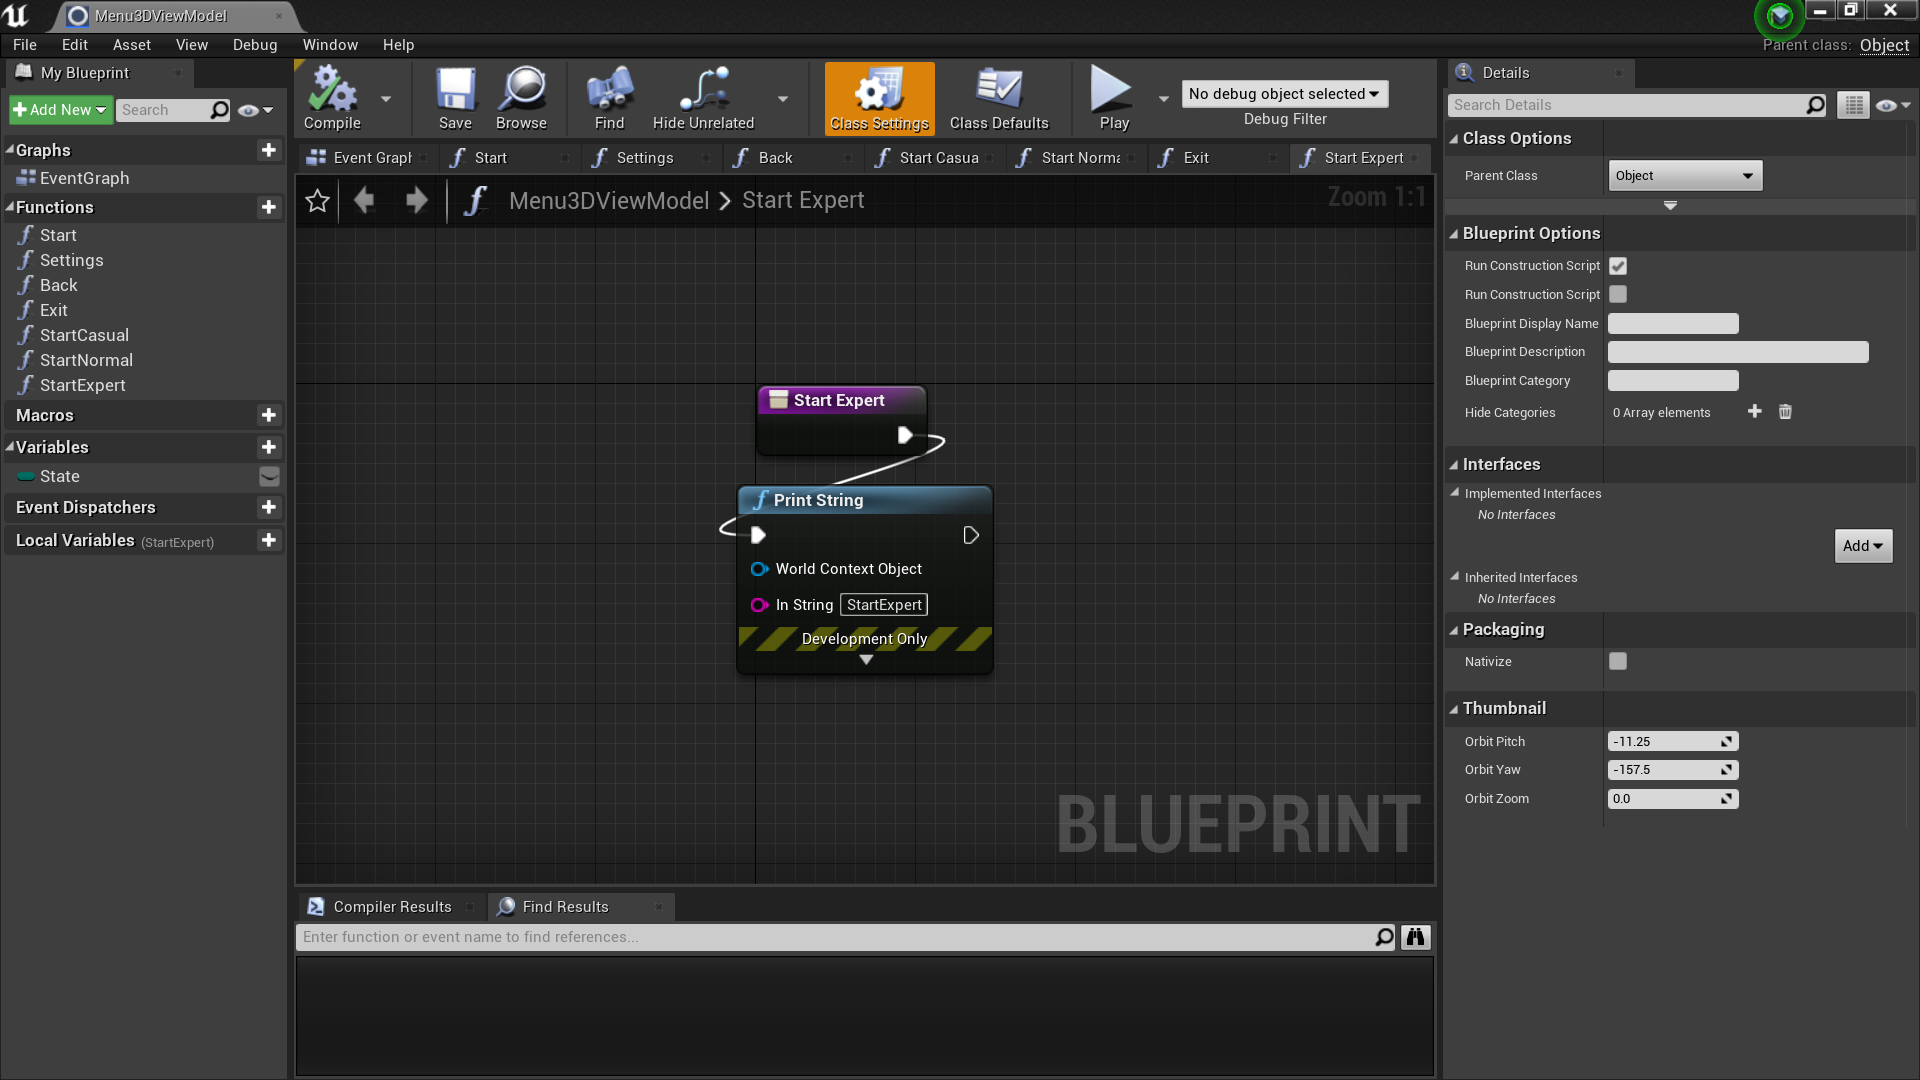 Menu3DViewModel
File Edit Asset View Debug Window Help
Parent class: Object
My Blueprint
Add New
Search
Graphs
EventGraph
Functions
Start
Settings
Back
Exit
StartCasual
StartNormal
StartExpert
Macros
Variables
State
Event Dispatchers
Local Variables (StartExpert)
Compile
Save
Browse
Find
Hide Unrelated
Class Settings
Class Defaults
Play
No debug object selected
Debug Filter
Event Graph
Start
Settings
Back
Start Casua
Start Norma
Exit
Start Expert
Menu3DViewModel > Start Expert
Zoom 1:1
Start Expert
Print String
World Context Object
In String StartExpert
Development Only
BLUEPRINT
Compiler Results
Find Results
Enter function or event name to find references...
Details
Search Details
Class Options
Parent Class Object
Blueprint Options
Run Construction Script
Run Construction Script
Blueprint Display Name
Blueprint Description
Blueprint Category
Hide Categories 0 Array elements
Interfaces
Implemented Interfaces
No Interfaces
Add
Inherited Interfaces
No Interfaces
Packaging
Nativize
Thumbnail
Orbit Pitch -11.25
Orbit Yaw -157.5
Orbit Zoom 0.0